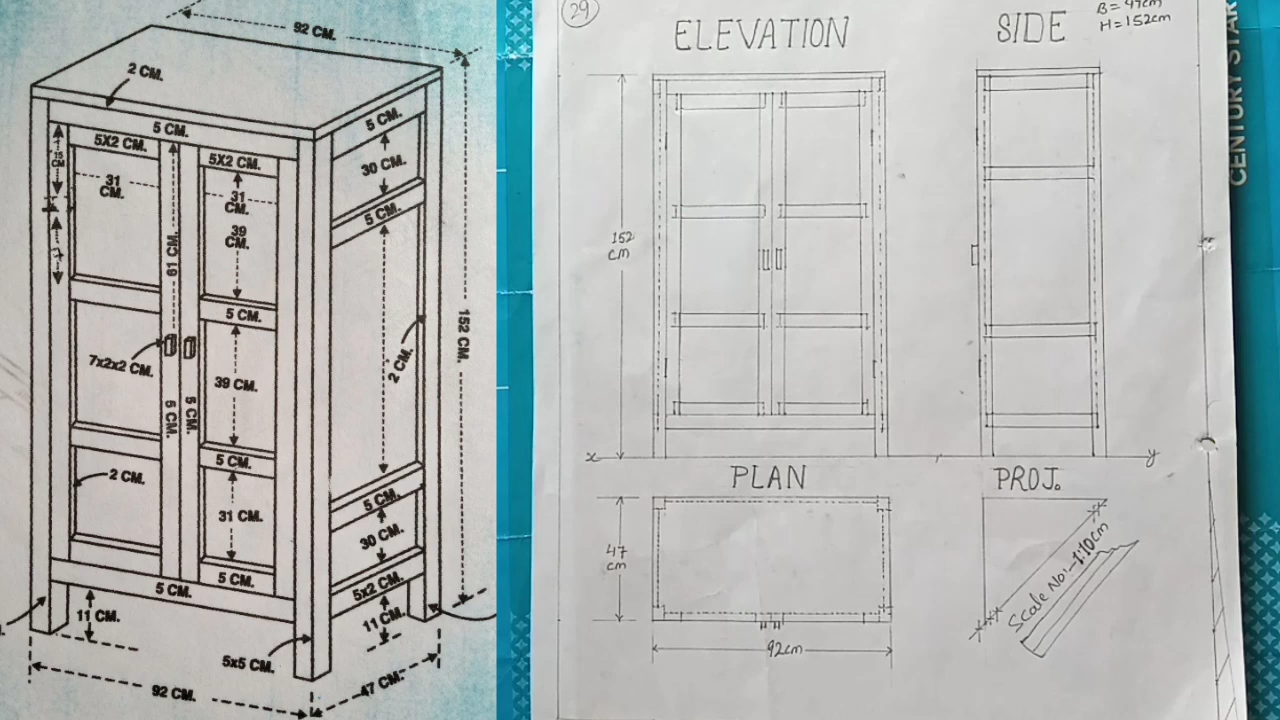 92 CM.
2 CM.
5 CM.
5 CM.
5X2 CM.
5X2 CM.
15
CM
30 CM.
31
CM.
31
CM.
5 CM.
39
CM.
61 CM.
5 CM.
152 CM.
7x2x2 CM.
39 CM.
2 CM.
5 CM.
5 CM.
5 CM.
2 CM.
31 CM.
5 CM.
30 CM.
5 CM.
5 CM.
5x2 CM.
11 CM.
11 CM.
5x5 CM.
92 CM.
47 CM.
29
ELEVATION
SIDE
B = 47cm
H = 152cm
152
cm
x
y
PLAN
PROJ.
47
cm
92cm
Scale No:-1:10cm
CENTURY STAR